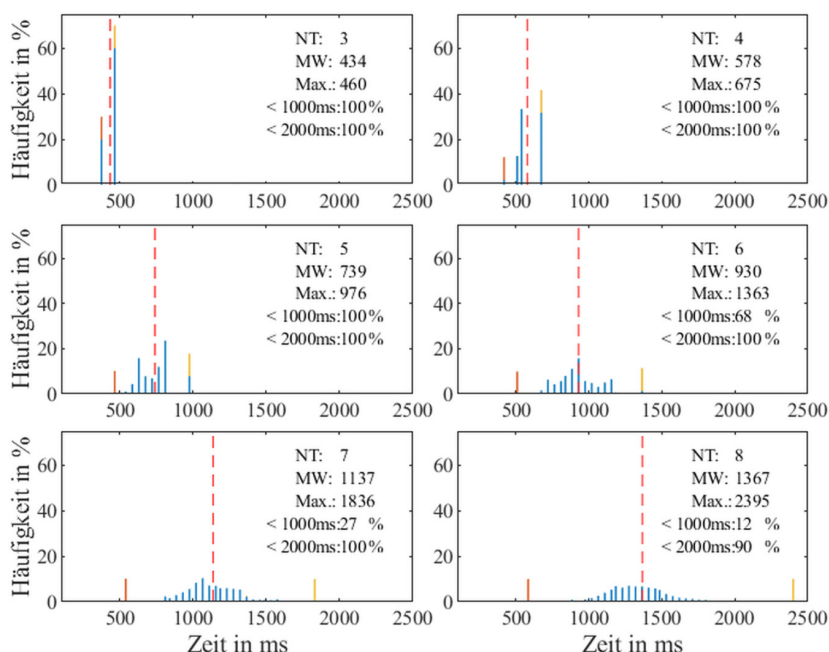 Häufigkeit in %
60
40
20
0
NT: 3
MW: 434
Max.: 460
< 1000ms:100%
< 2000ms:100%
500 1000 1500 2000 2500
60
40
20
0
NT: 4
MW: 578
Max.: 675
< 1000ms:100%
< 2000ms:100%
500 1000 1500 2000 2500
Häufigkeit in %
60
40
20
0
NT: 5
MW: 739
Max.: 976
< 1000ms:100%
< 2000ms:100%
500 1000 1500 2000 2500
60
40
20
0
NT: 6
MW: 930
Max.: 1363
< 1000ms:68 %
< 2000ms:100%
500 1000 1500 2000 2500
Häufigkeit in %
60
40
20
0
NT: 7
MW: 1137
Max.: 1836
< 1000ms:27 %
< 2000ms:100%
500 1000 1500 2000 2500
Zeit in ms
60
40
20
0
NT: 8
MW: 1367
Max.: 2395
< 1000ms:12 %
< 2000ms:90 %
500 1000 1500 2000 2500
Zeit in ms